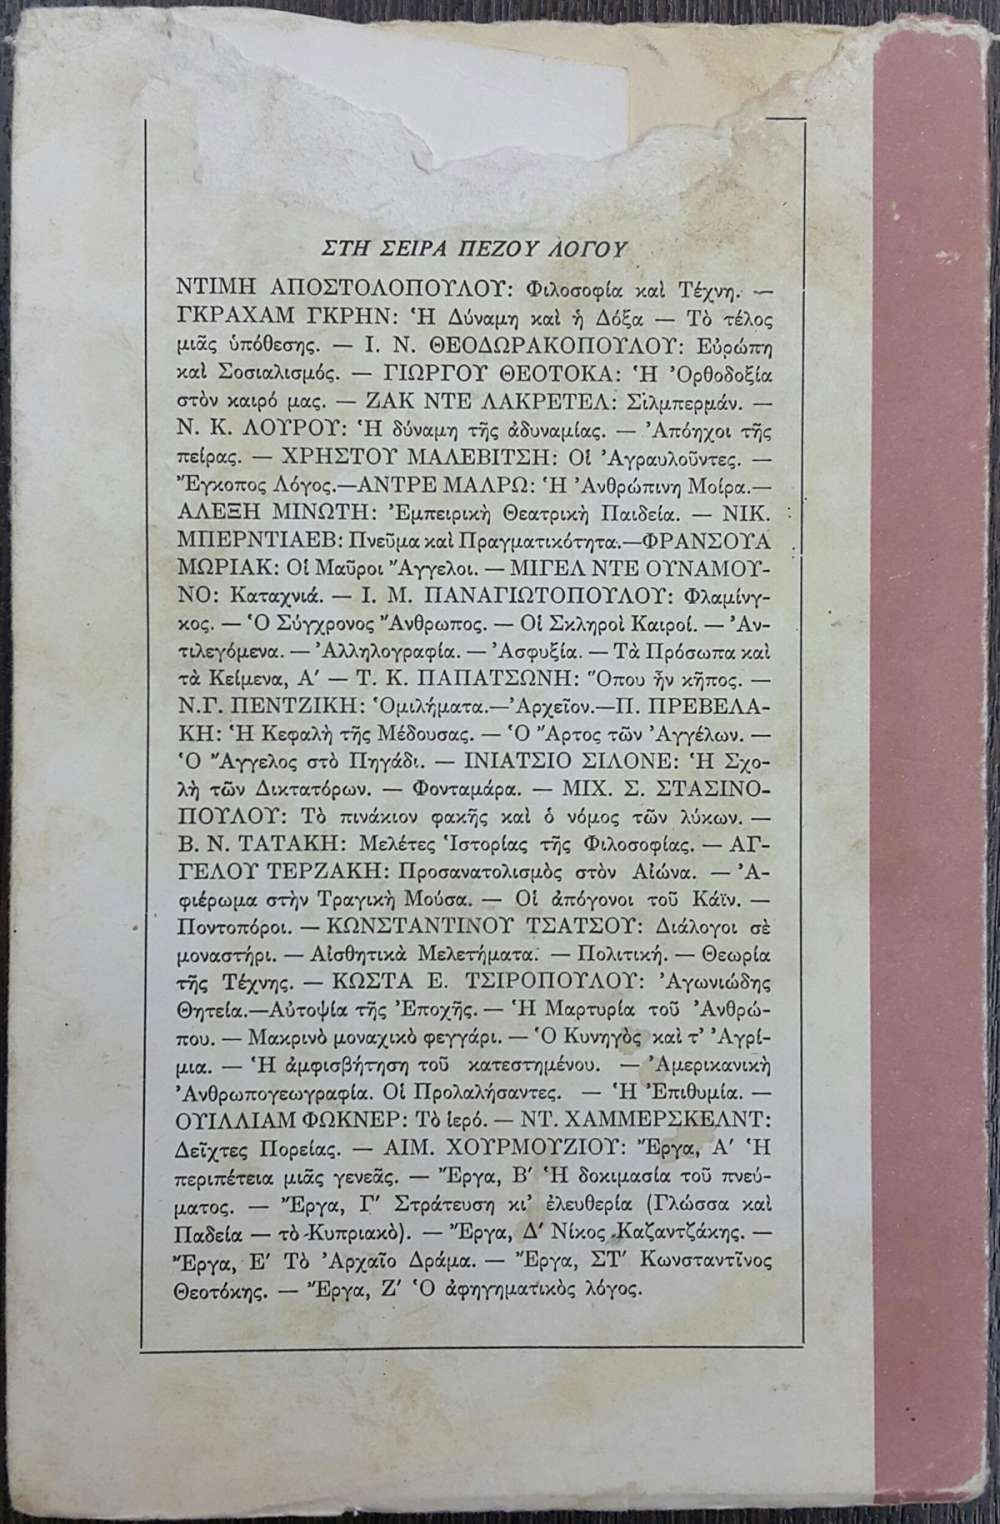 ΣΤΗ ΣΕΙΡΑ ΠΕΖΟΥ ΛΟΓΟΥ
ΝΤΙΜΗ ΑΠΟΣΤΟΛΟΠΟΥΛΟΥ: Φιλοσοφία καὶ Τέχνη. —
ΓΚΡΑΧΑΜ ΓΚΡΗΝ: Ἡ Δύναμη καὶ ἡ Δόξα — Τὸ τέλος
μιᾶς ὑπόθεσης. — Ι. Ν. ΘΕΟΔΩΡΑΚΟΠΟΥΛΟΥ: Εὐρώπη
καὶ Σοσιαλισμός. — ΓΙΩΡΓΟΥ ΘΕΟΤΟΚΑ: Ἡ Ὀρθοδοξία
στὸν καιρό μας. — ΖΑΚ ΝΤΕ ΛΑΚΡΕΤΕΛ: Σίλμπερμάν. —
Ν. Κ. ΛΟΥΡΟΥ: Ἡ δύναμη τῆς ἀδυναμίας. — Ἀπόηχοι τῆς
πείρας. — ΧΡΗΣΤΟΥ ΜΑΛΕΒΙΤΣΗ: Οἱ Ἀγραυλοῦντες. —
Ἔγκοπος Λόγος.—ΑΝΤΡΕ ΜΑΛΡΩ: Ἡ Ἀνθρώπινη Μοίρα.—
ΑΛΕΞΗ ΜΙΝΩΤΗ: Ἐμπειρικὴ Θεατρικὴ Παιδεία. — ΝΙΚ.
ΜΠΕΡΝΤΙΑΕΒ: Πνεῦμα καὶ Πραγματικότητα.—ΦΡΑΝΣΟΥΑ
ΜΩΡΙΑΚ: Οἱ Μαῦροι Ἄγγελοι. — ΜΙΓΕΛ ΝΤΕ ΟΥΝΑΜΟΥ-
ΝΟ: Καταχνιά. — Ι. Μ. ΠΑΝΑΓΙΩΤΟΠΟΥΛΟΥ: Φλαμίνγ-
κος. — Ὁ Σύγχρονος Ἄνθρωπος. — Οἱ Σκληροὶ Καιροί. — Ἀν-
τιλεγόμενα. — Ἀλληλογραφία. — Ἀσφυξία. — Τὰ Πρόσωπα καὶ
τὰ Κείμενα, Α' — Τ. Κ. ΠΑΠΑΤΣΩΝΗ: Ὅπου ἦν κῆπος. —
Ν.Γ. ΠΕΝΤΖΙΚΗ: Ὁμιλήματα.—Ἀρχεῖον.—Π. ΠΡΕΒΕΛΑ-
ΚΗ: Ἡ Κεφαλὴ τῆς Μέδουσας. — Ὁ Ἄρτος τῶν Ἀγγέλων. —
Ὁ Ἄγγελος στὸ Πηγάδι. — ΙΝΙΑΤΣΙΟ ΣΙΛΟΝΕ: Ἡ Σχο-
λὴ τῶν Δικτατόρων. — Φονταμάρα. — ΜΙΧ. Σ. ΣΤΑΣΙΝΟ-
ΠΟΥΛΟΥ: Τὸ πινάκιον φακῆς καὶ ὁ νόμος τῶν λύκων. —
Β. Ν. ΤΑΤΑΚΗ: Μελέτες Ἱστορίας τῆς Φιλοσοφίας. — ΑΓ-
ΓΕΛΟΥ ΤΕΡΖΑΚΗ: Προσανατολισμὸς στὸν Αἰώνα. — Ἀ-
φιέρωμα στὴν Τραγικὴ Μούσα. — Οἱ ἀπόγονοι τοῦ Κάϊν. —
Ποντοπόροι. — ΚΩΝΣΤΑΝΤΙΝΟΥ ΤΣΑΤΣΟΥ: Διάλογοι σὲ
μοναστήρι. — Αἰσθητικὰ Μελετήματα. — Πολιτική. — Θεωρία
τῆς Τέχνης. — ΚΩΣΤΑ Ε. ΤΣΙΡΟΠΟΥΛΟΥ: Ἀγωνιώδης
Θητεία.—Αὐτοψία τῆς Ἐποχῆς. — Ἡ Μαρτυρία τοῦ Ἀνθρώ-
που. — Μακρινὸ μοναχικὸ φεγγάρι. — Ὁ Κυνηγὸς καὶ τ' Ἀγρί-
μια. — Ἡ ἀμφισβήτηση τοῦ κατεστημένου. — Ἀμερικανικὴ
Ἀνθρωπογεωγραφία. Οἱ Προλαλήσαντες. — Ἡ Ἐπιθυμία. —
ΟΥΙΛΛΙΑΜ ΦΩΚΝΕΡ: Τὸ ἱερό. — ΝΤ. ΧΑΜΜΕΡΣΚΕΛΝΤ:
Δεῖχτες Πορείας. — ΑΙΜ. ΧΟΥΡΜΟΥΖΙΟΥ: Ἔργα, Α' Ἡ
περιπέτεια μιᾶς γενεᾶς. — Ἔργα, Β' Ἡ δοκιμασία τοῦ πνεύ-
ματος. — Ἔργα, Γ' Στράτευση κι' ἐλευθερία (Γλώσσα καὶ
Παδεία — τὸ Κυπριακὸ). — Ἔργα, Δ' Νίκος Καζαντζάκης. —
Ἔργα, Ε' Τὸ Ἀρχαῖο Δράμα. — Ἔργα, ΣΤ' Κωνσταντῖνος
Θεοτόκης. — Ἔργα, Ζ' Ὁ ἀφηγηματικὸς λόγος.